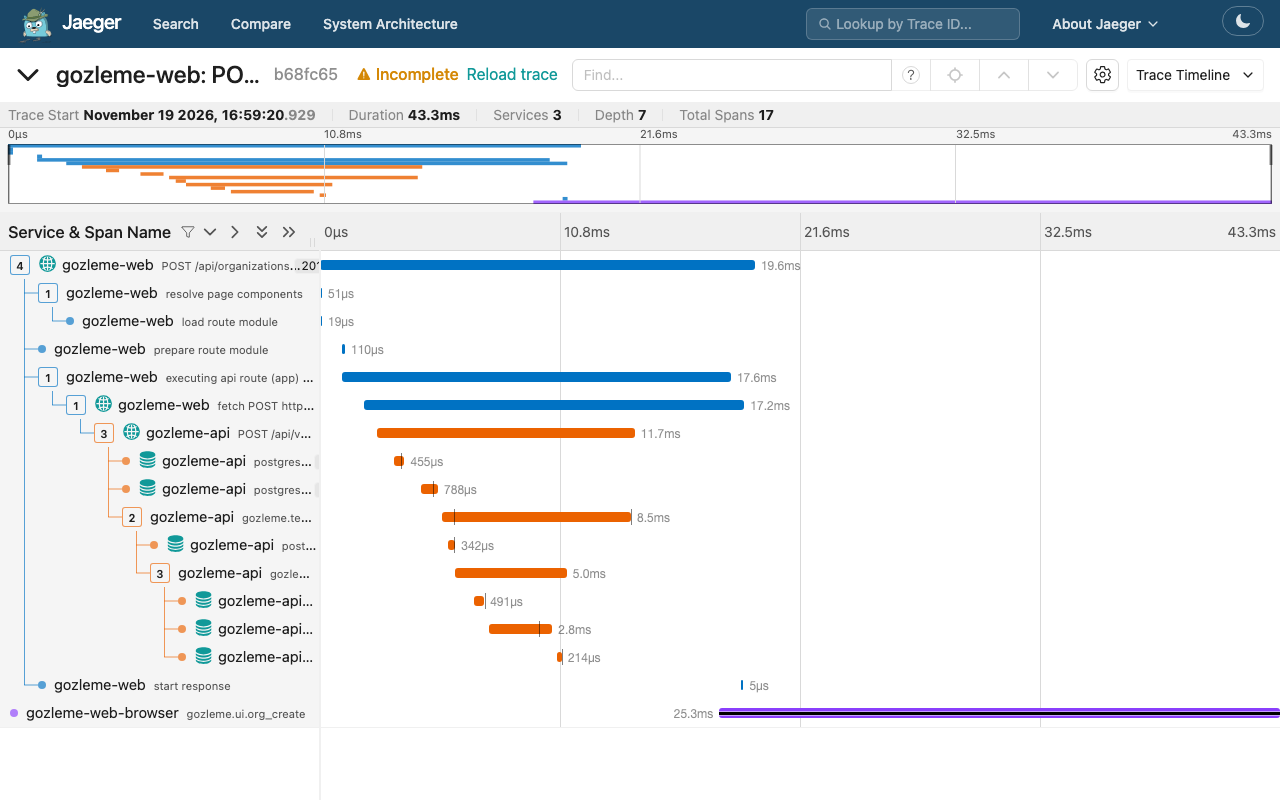 Jaeger Search Compare System Architecture Lookup by Trace ID... About Jaeger
gozleme-web: PO... b68fc65 Incomplete Reload trace Find... ? Trace Timeline
Trace Start November 19 2026, 16:59:20.929 Duration 43.3ms Services 3 Depth 7 Total Spans 17
0μs 10.8ms 21.6ms 32.5ms 43.3ms
Service & Span Name 0μs 10.8ms 21.6ms 32.5ms 43.3ms
4 gozleme-web POST /api/organizations... 19.6ms
1 gozleme-web resolve page components 51μs
gozleme-web load route module 19μs
gozleme-web prepare route module 110μs
1 gozleme-web executing api route (app) ... 17.6ms
1 gozleme-web fetch POST http... 17.2ms
3 gozleme-api POST /api/v... 11.7ms
gozleme-api postgres... 455μs
gozleme-api postgres... 788μs
2 gozleme-api gozleme.te... 8.5ms
gozleme-api post... 342μs
3 gozleme-api gozle... 5.0ms
gozleme-api... 491μs
gozleme-api... 2.8ms
gozleme-api... 214μs
gozleme-web start response 5μs
gozleme-web-browser gozleme.ui.org_create 25.3ms